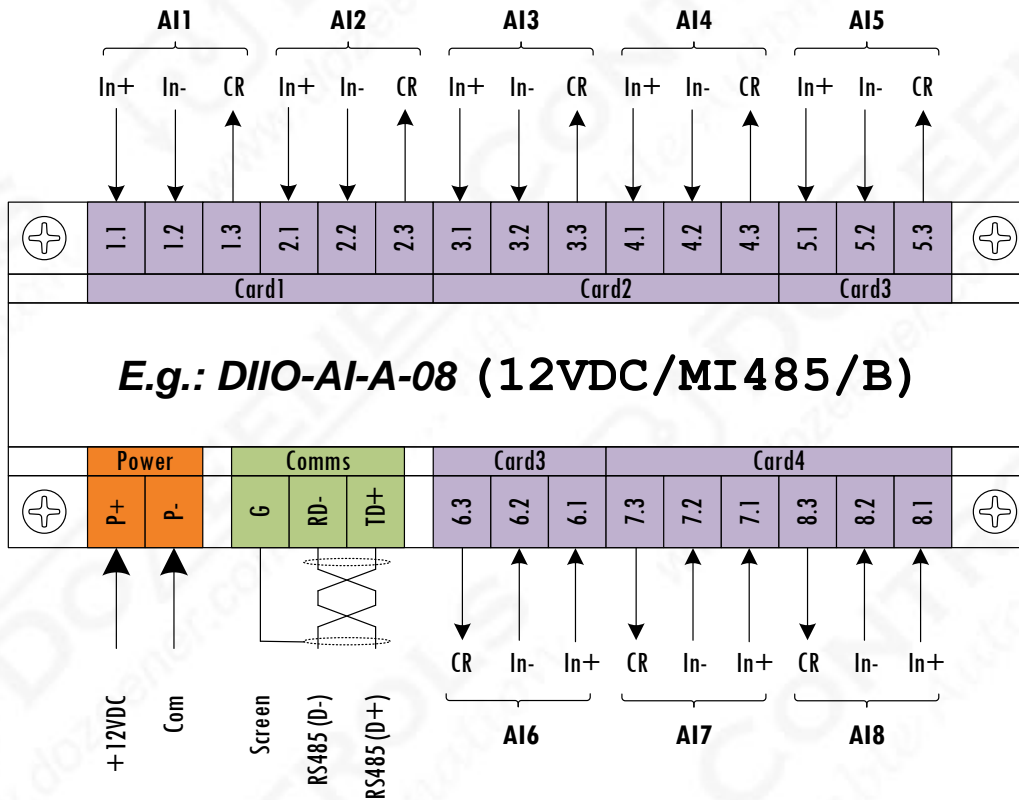 AI1 AI2 AI3 AI4 AI5
In+ In- CR In+ In- CR In+ In- CR In+ In- CR In+ In- CR
1.1 1.2 1.3 2.1 2.2 2.3 3.1 3.2 3.3 4.1 4.2 4.3 5.1 5.2 5.3
Card1 Card2 Card3
E.g.: DIIO-AI-A-08 (12VDC/MI485/B)
Power Comms Card3 Card4
P+ P- G RD- TD+ 6.3 6.2 6.1 7.3 7.2 7.1 8.3 8.2 8.1
CR In- In+ CR In- In+ CR In- In+
+12VDC Com Screen RS485 (D-) RS485 (D+)
AI6 AI7 AI8